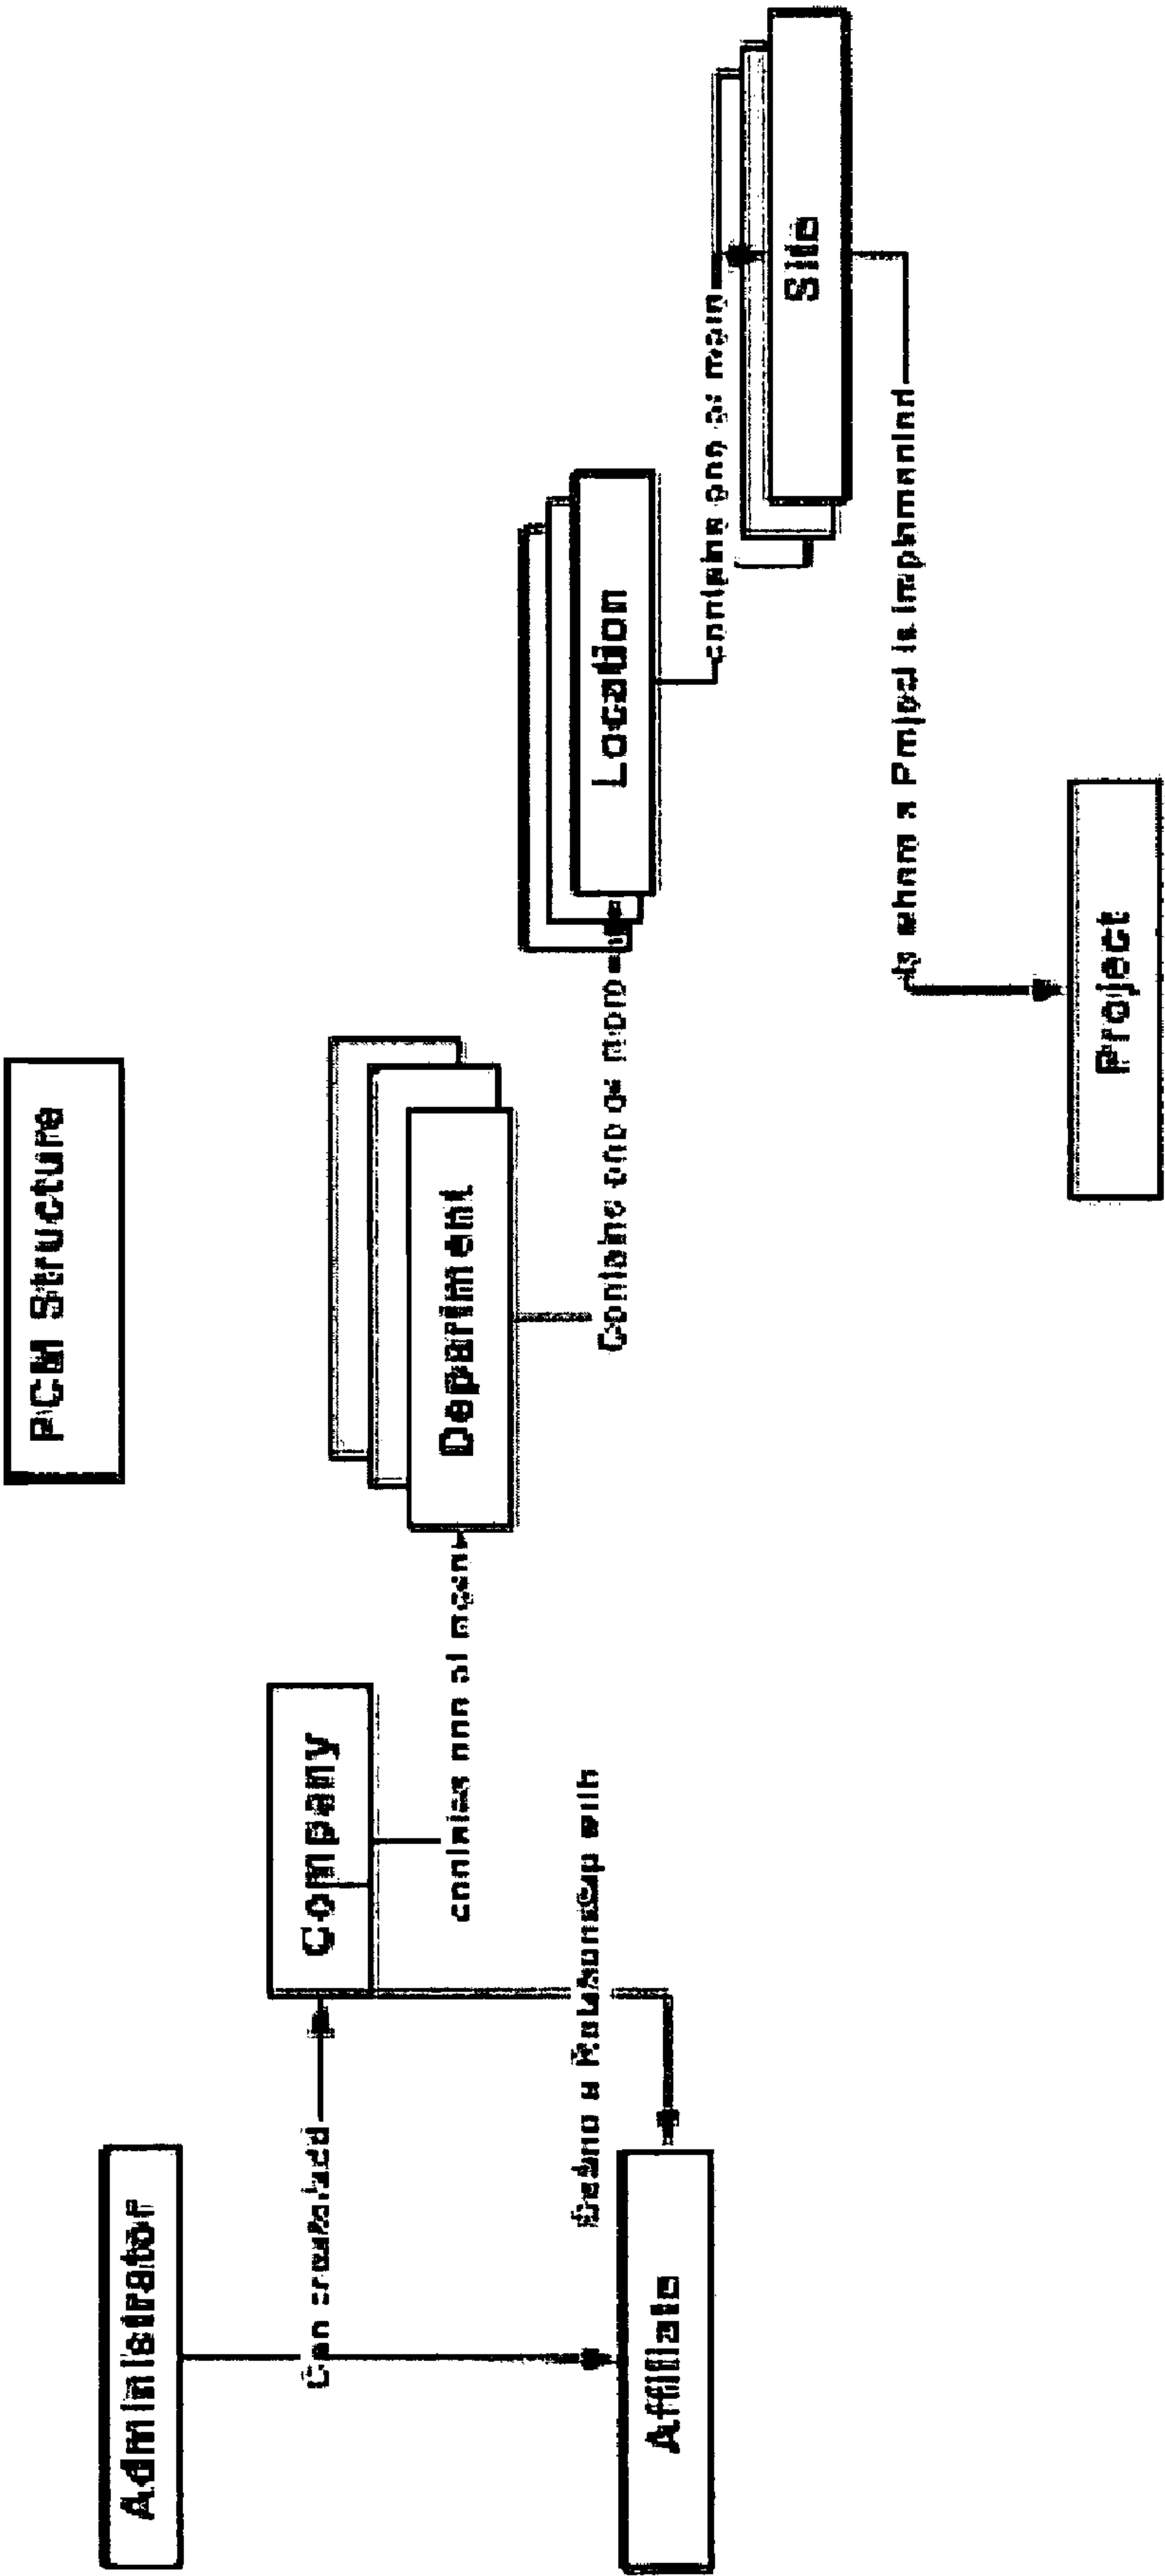 PCM Structure
Administrator
Can create/add
Company
contains one or more
Department
Contains one or more
Location
contains one or more
Site
Define a Relationship with
Affiliate
Is where a Project is implemented
Project